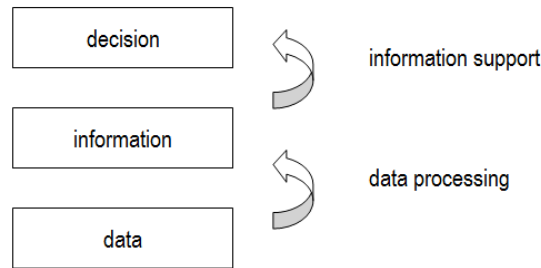 decision
information support
information
data processing
data